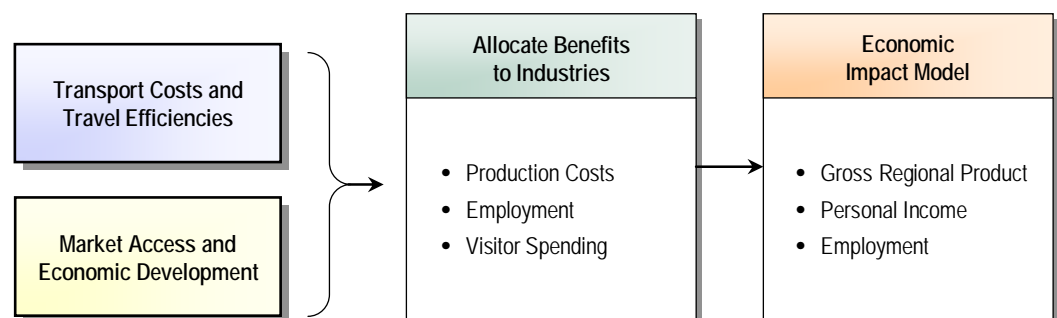 Transport Costs and
Travel Efficiencies
Market Access and
Economic Development
Allocate Benefits
to Industries
• Production Costs
• Employment
• Visitor Spending
Economic
Impact Model
• Gross Regional Product
• Personal Income
• Employment